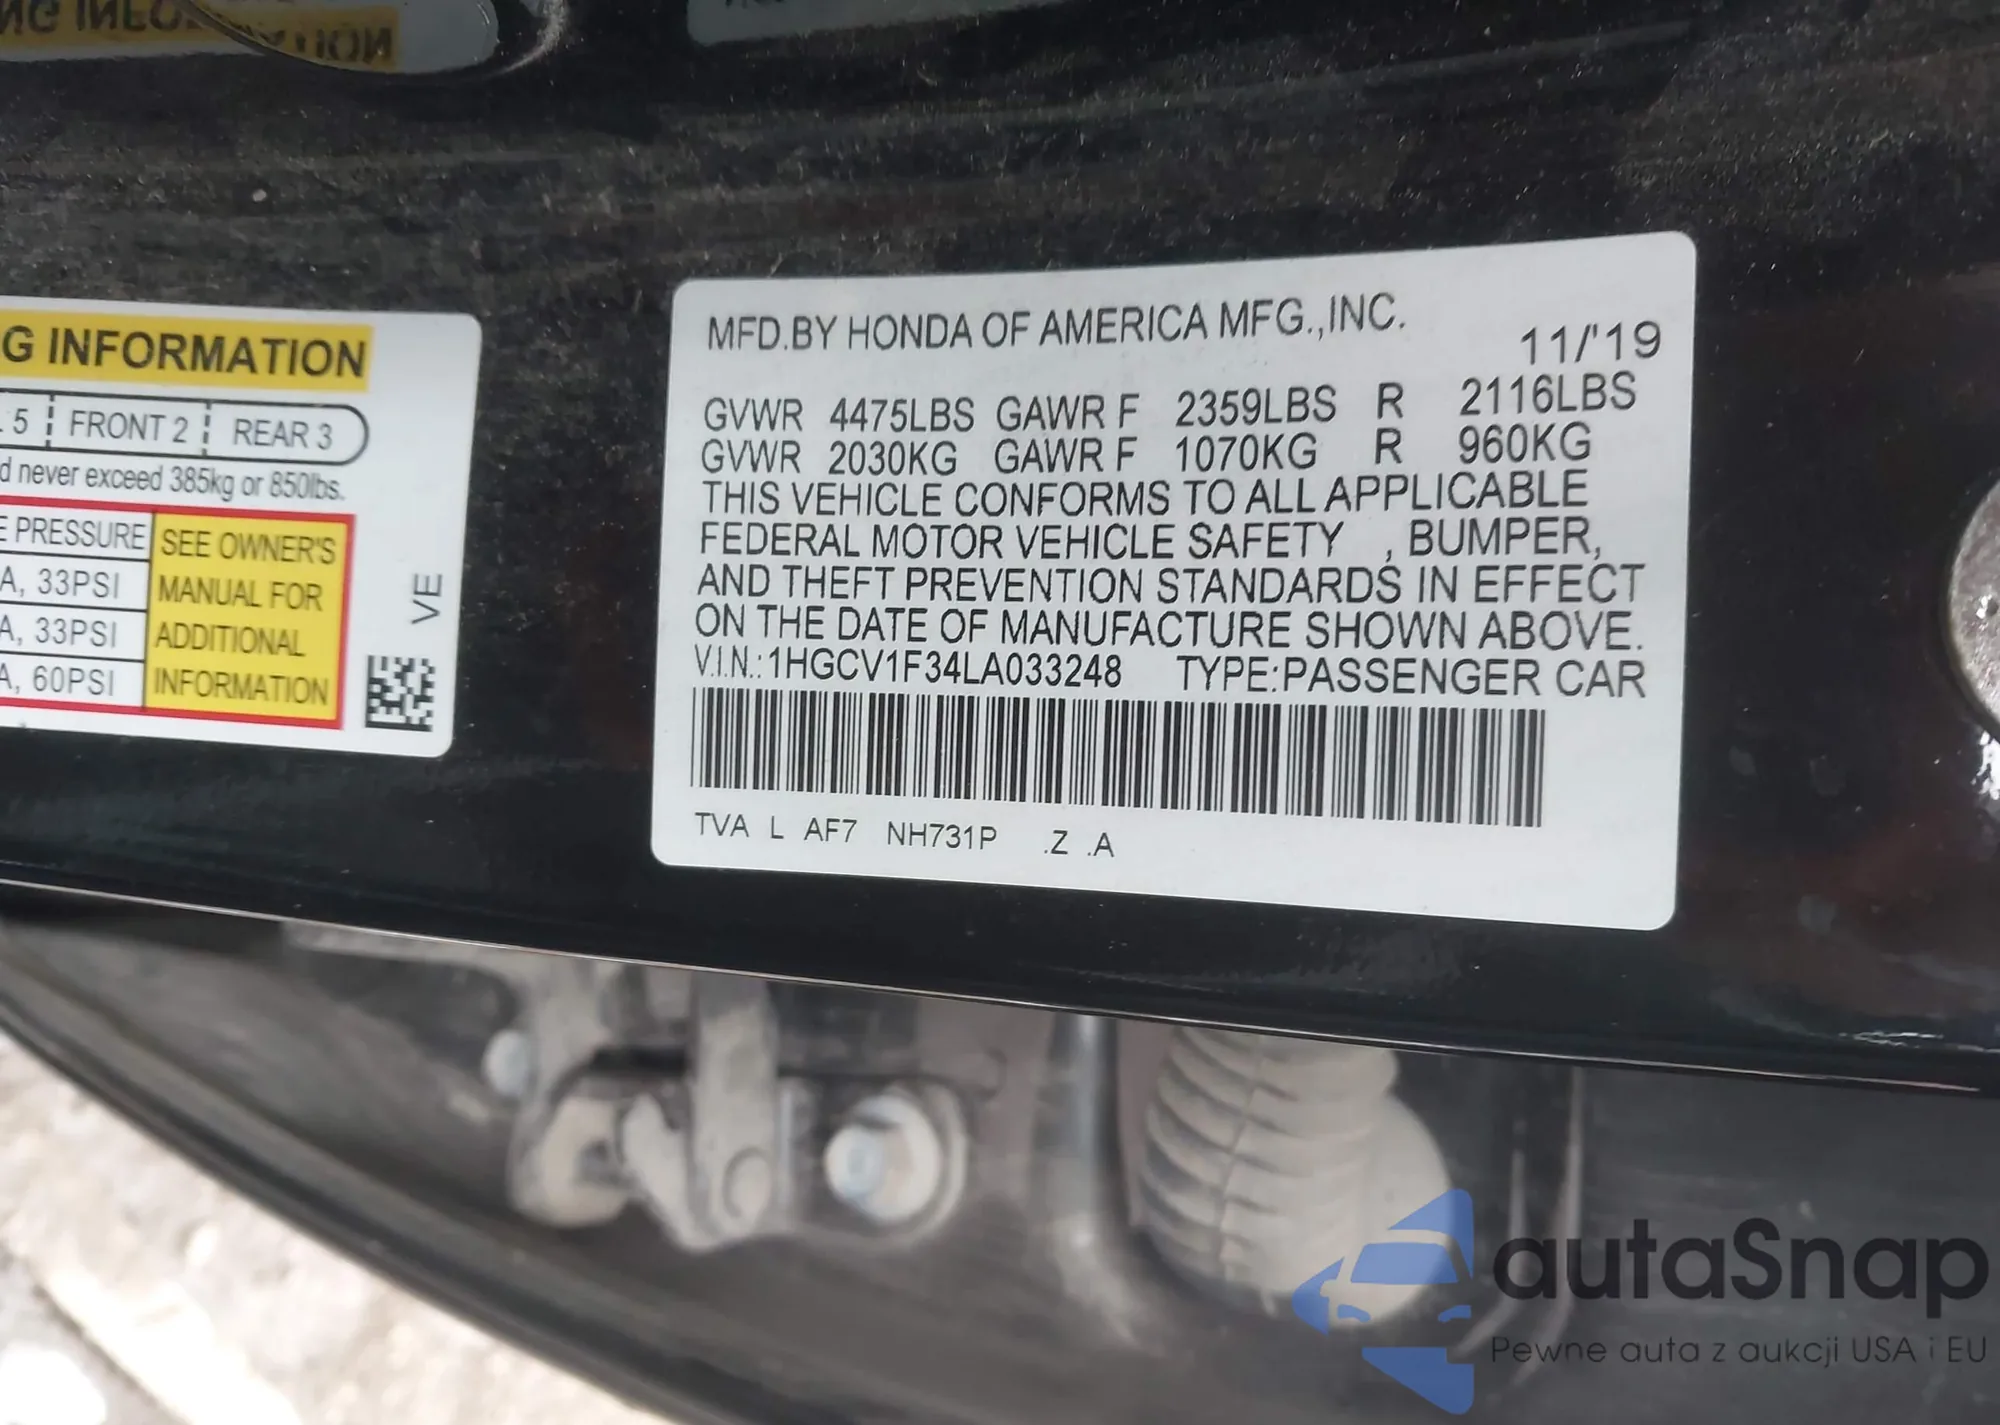 G INFORMATION
5 FRONT 2 REAR 3
never exceed 385kg or 850lbs.
PRESSURE
A, 33PSI
A, 33PSI
A, 60PSI
SEE OWNER'S
MANUAL FOR
ADDITIONAL
INFORMATION
VE
MFD.BY HONDA OF AMERICA MFG.,INC.
11/'19
GVWR 4475LBS GAWR F 2359LBS R 2116LBS
GVWR 2030KG GAWR F 1070KG R 960KG
THIS VEHICLE CONFORMS TO ALL APPLICABLE
FEDERAL MOTOR VEHICLE SAFETY , BUMPER,
AND THEFT PREVENTION STANDARDS IN EFFECT
ON THE DATE OF MANUFACTURE SHOWN ABOVE.
V.I.N.: 1HGCV1F34LA033248 TYPE:PASSENGER CAR
TVA L AF7 NH731P .Z .A
autaSnap
Pewne auta z aukcji USA i EU